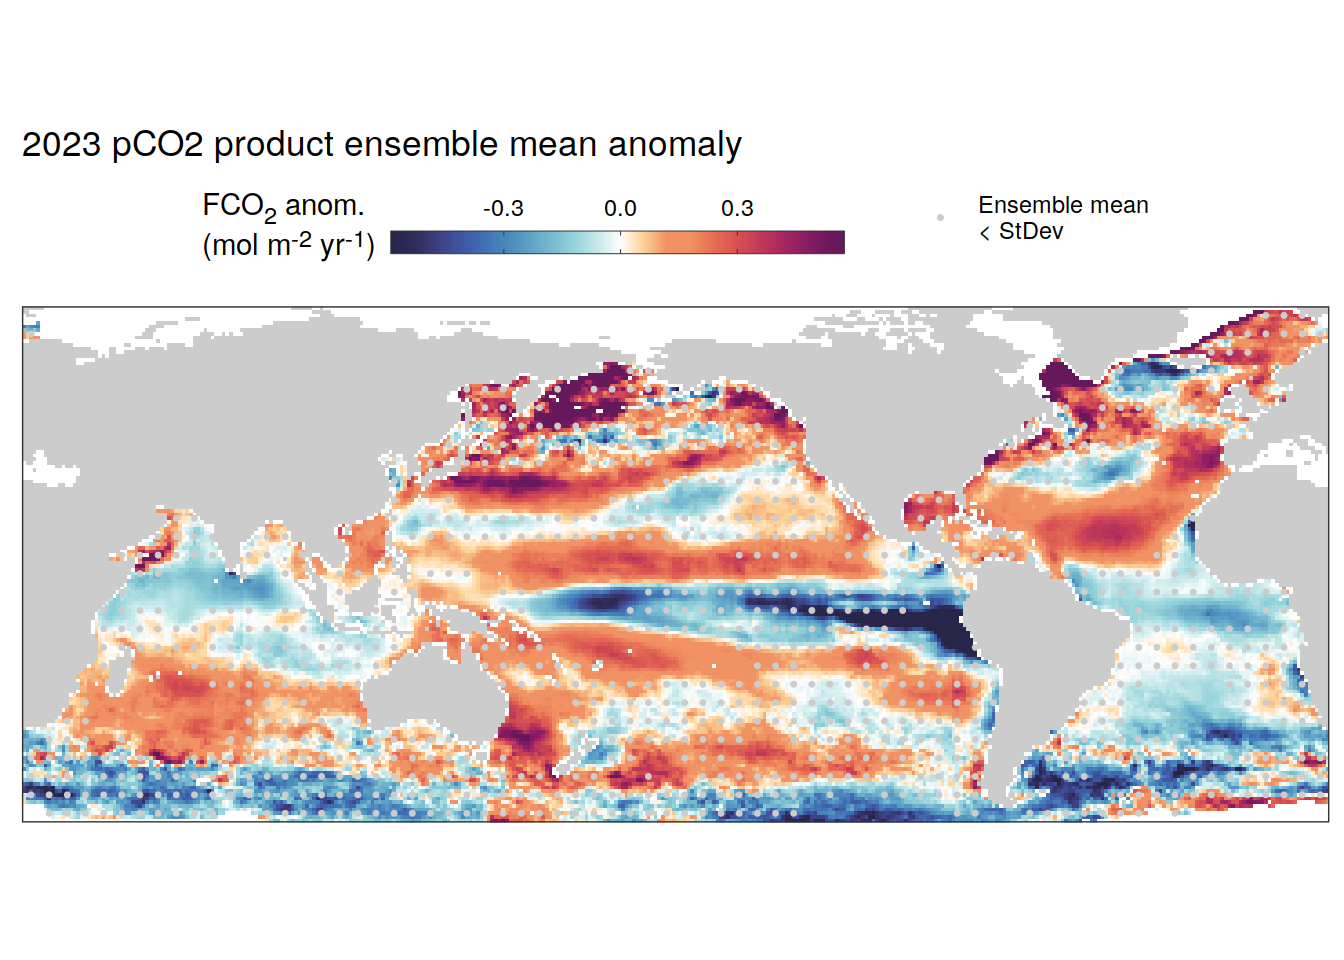 2023 pCO2 product ensemble mean anomaly
FCO₂ anom.
(mol m⁻² yr⁻¹)
-0.3 0.0 0.3
Ensemble mean
< StDev